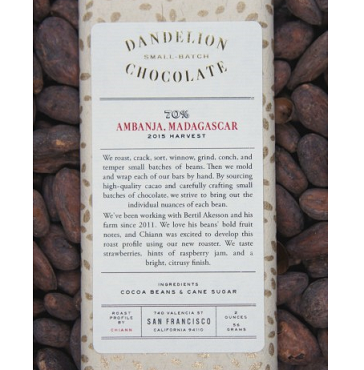 DANDELION
SMALL-BATCH
CHOCOLATE
70%
AMBANJA, MADAGASCAR
2015 HARVEST
We roast, crack, sort, winnow, grind, conch, and
temper small batches of beans. Then we mold
and wrap each of our bars by hand. By sourcing
high-quality cacao and carefully crafting small
batches of chocolate, we strive to bring out the
individual nuances of each bean.
We've been working with Bertil Akesson and his
farm since 2011. We love his beans' bold fruit
notes, and Chiann was excited to develop this
roast profile using our new roaster. We taste
strawberries, hints of raspberry jam, and a
bright, citrusy finish.
INGREDIENTS
COCOA BEANS & CANE SUGAR
ROAST
PROFILE
BY
CHIANN
740 VALENCIA ST
SAN FRANCISCO
CALIFORNIA 94110
2
OUNCES
56
GRAMS